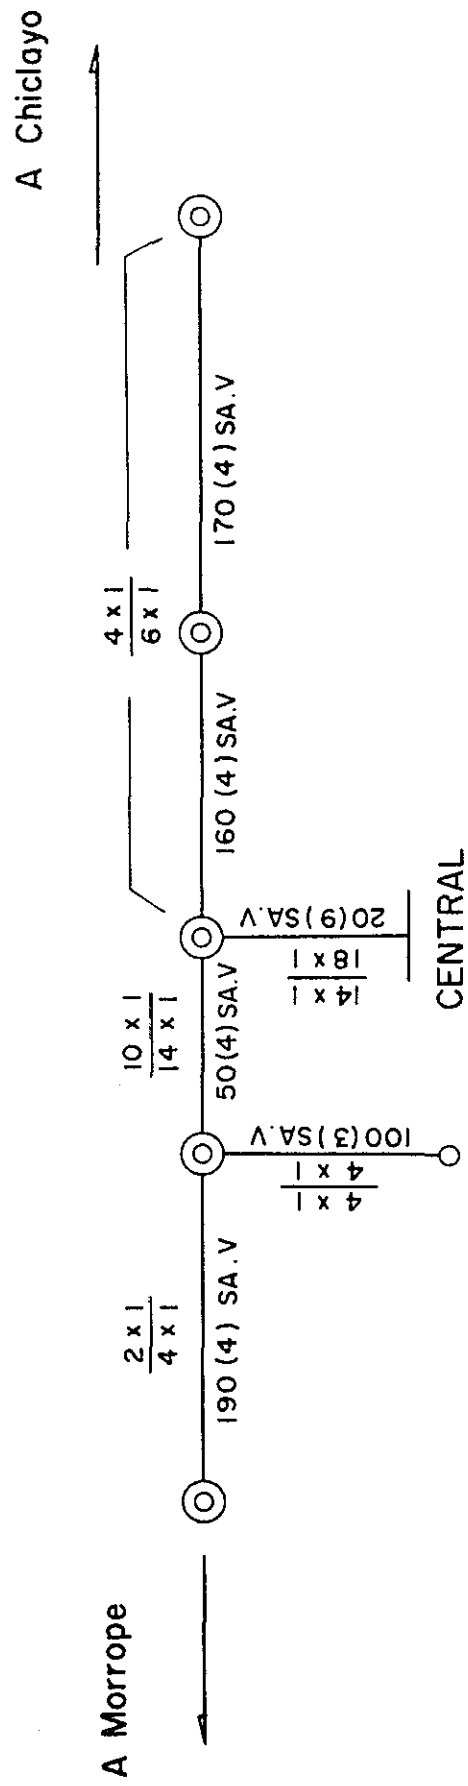 A Chiclayo
4 x 1
6 x 1
170 (4) SA.V
160 (4) SA.V
14 x 1
18 x 1
20(9) SA.V
CENTRAL
10 x 1
14 x 1
50(4) SA.V
4 x 1
4 x 1
100(3) SA.V
2 x 1
4 x 1
190 (4) SA.V
A Morrope